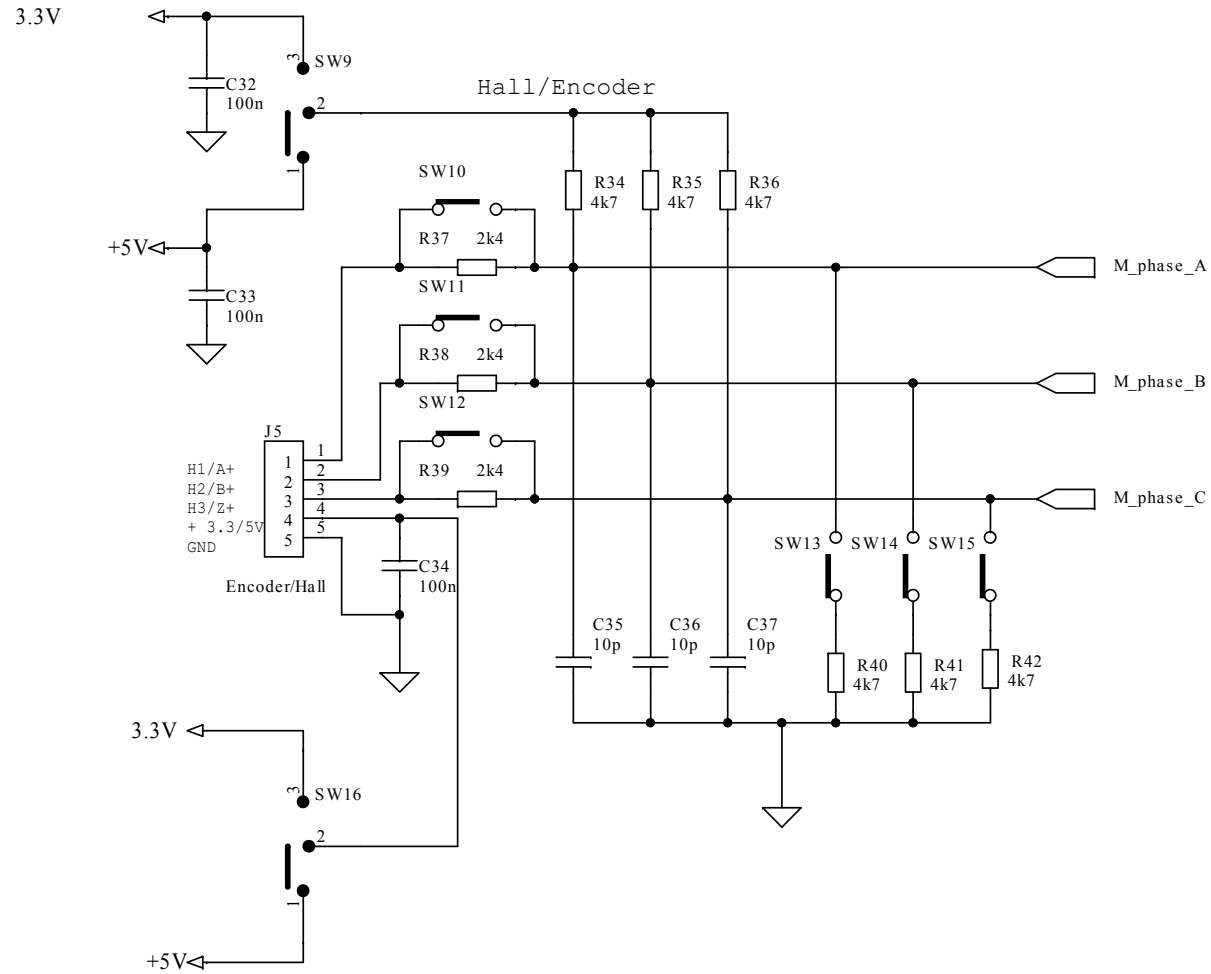 3.3V
3
SW9
C32
100n
2
Hall/Encoder
1
SW10
R34
4k7
R35
4k7
R36
4k7
R37 2k4
+5V
SW11
M_phase_A
C33
100n
R38 2k4
SW12
M_phase_B
J5
H1/A+
H2/B+
H3/Z+
+ 3.3/5V
GND
1
2
3
4
5
1
2
3
4
5
R39 2k4
M_phase_C
Encoder/Hall
C34
100n
SW13
SW14
SW15
C35
10p
C36
10p
C37
10p
R40
4k7
R41
4k7
R42
4k7
3.3V
3
SW16
2
1
+5V